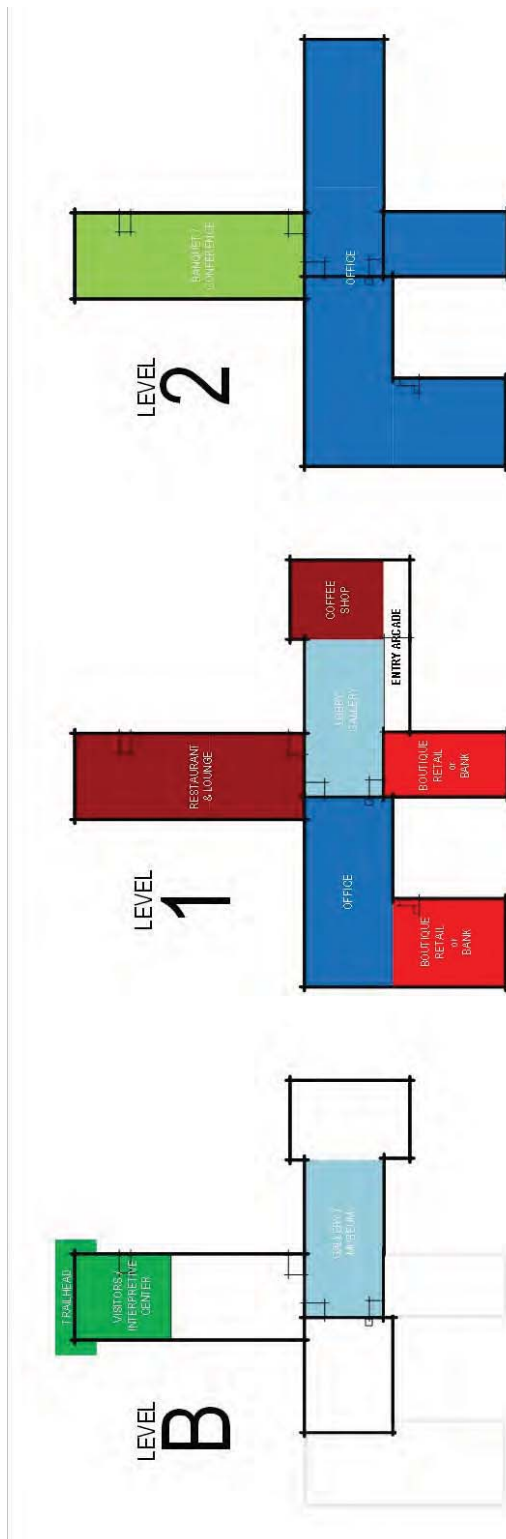 LEVEL
B
TRAILHEAD
VISITORS /
INTERPRETIVE
CENTER
GALLERY /
MUSEUM
LEVEL
1
RESTAURANT
& LOUNGE
OFFICE
LOBBY/
GALLERY
COFFEE
SHOP
ENTRY ARCADE
BOUTIQUE
RETAIL
or
BANK
BOUTIQUE
RETAIL
or
BANK
LEVEL
2
BANQUET /
CONFERENCE
OFFICE